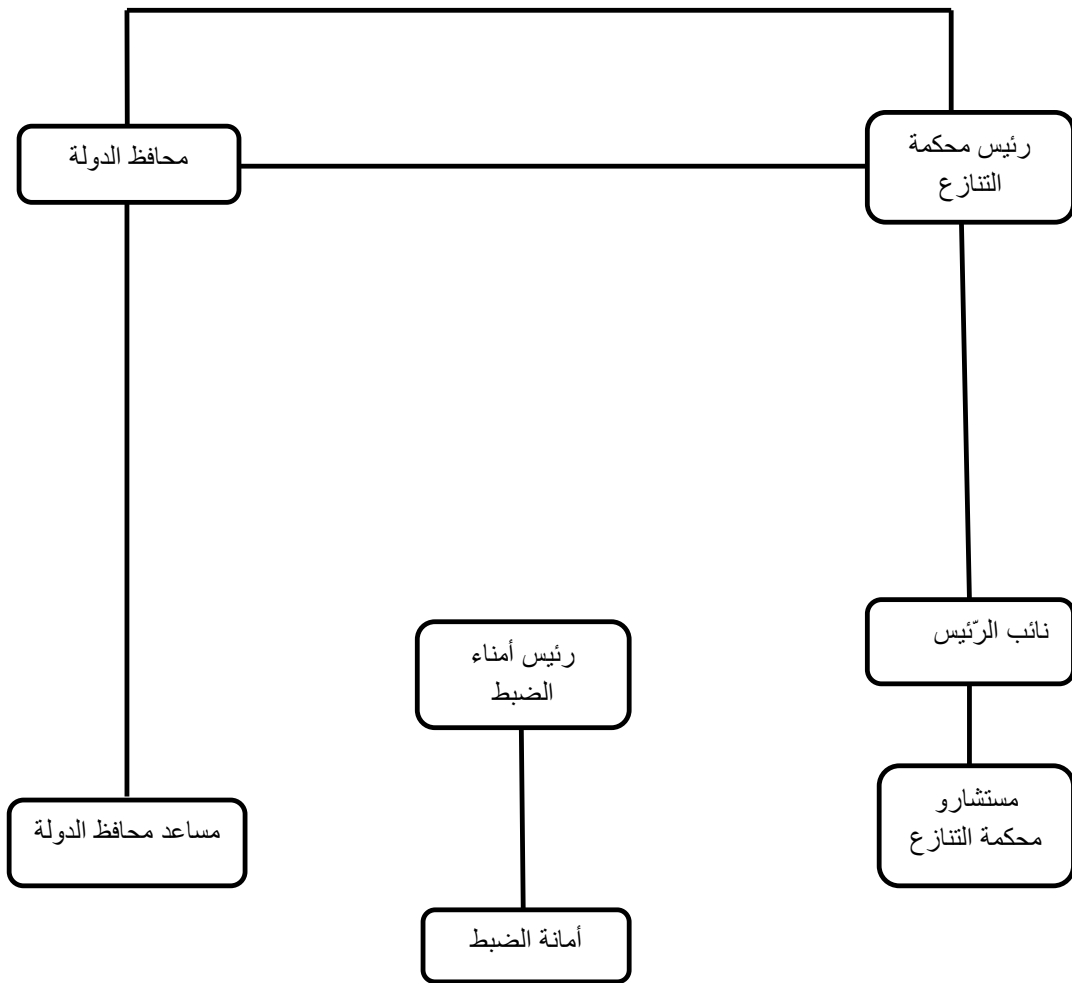 رئيس محكمة
التنازع
محافظ الدولة
نائب الرّئيس
رئيس أمناء
الضبط
مستشارو
محكمة التنازع
مساعد محافظ الدولة
أمانة الضبط